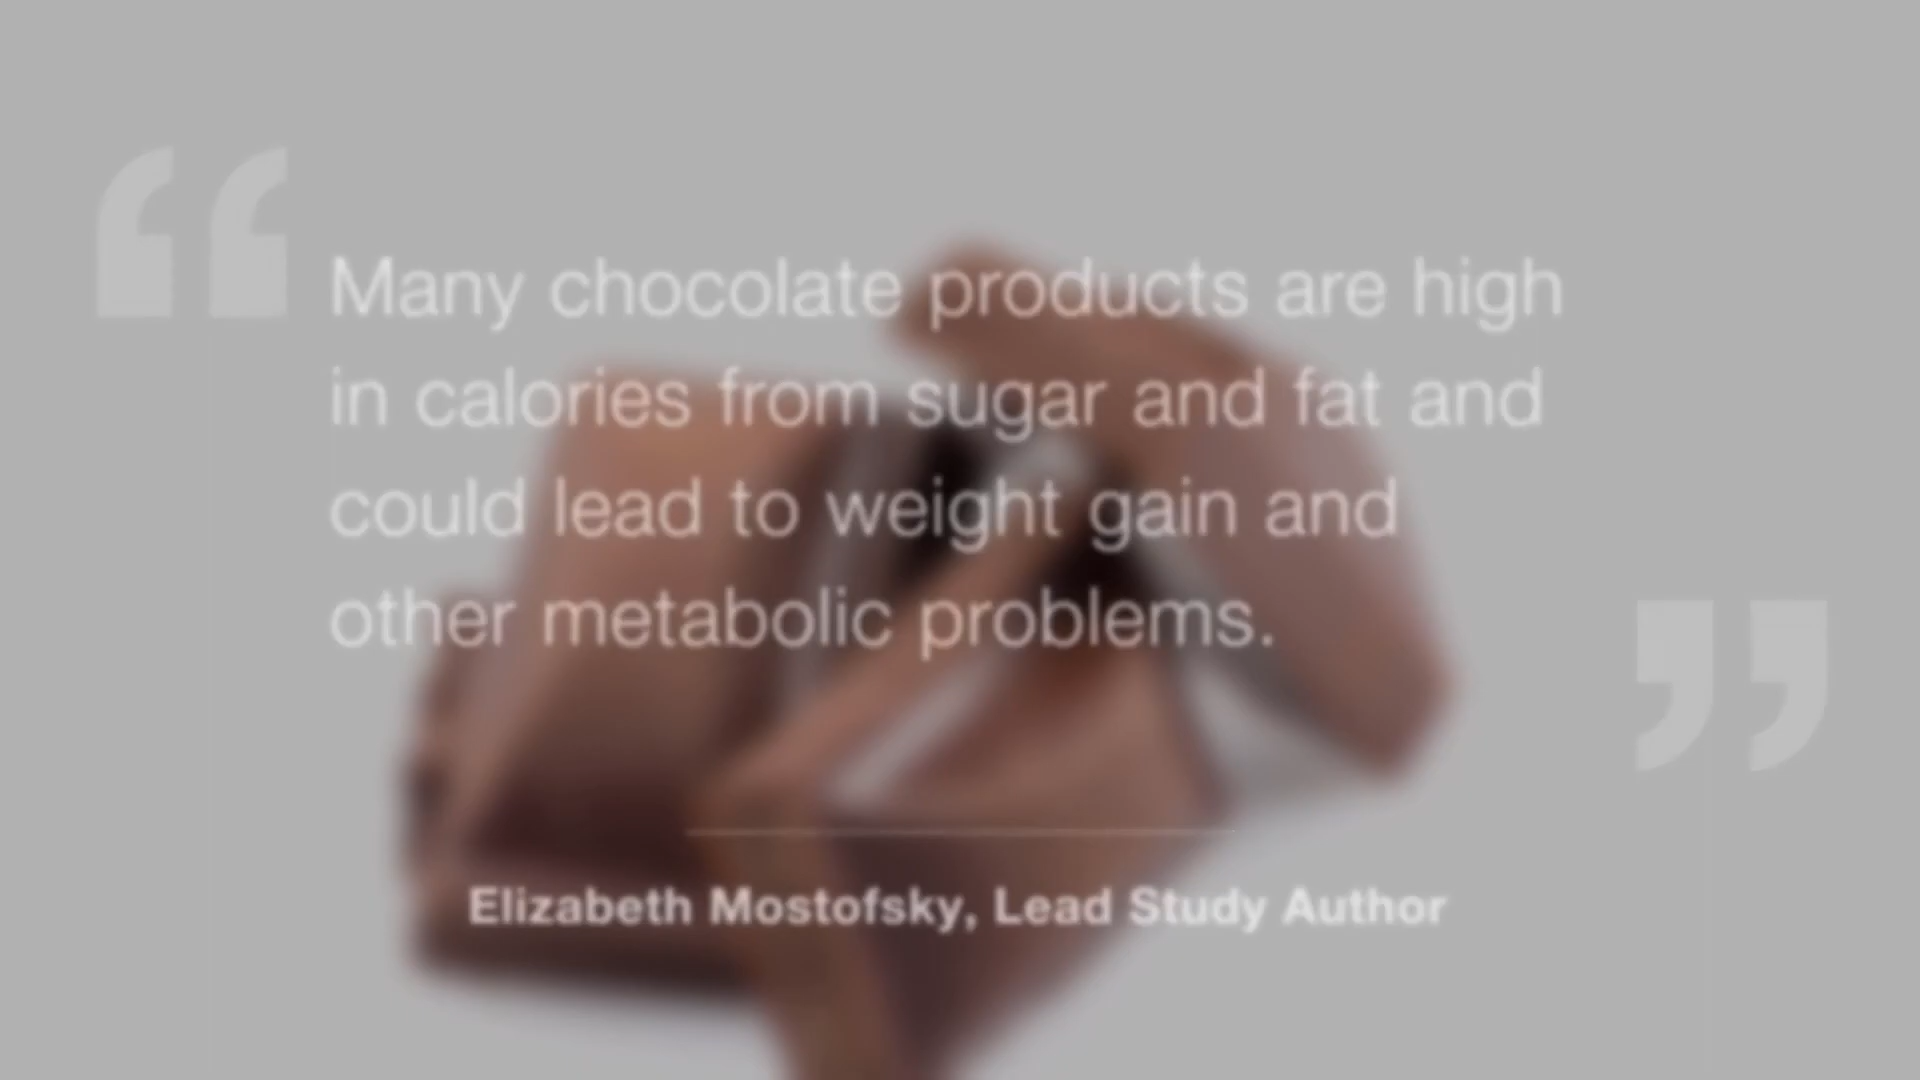 “Many chocolate products are high
in calories from sugar and fat and
could lead to weight gain and
other metabolic problems.”
Elizabeth Mostofsky, Lead Study Author